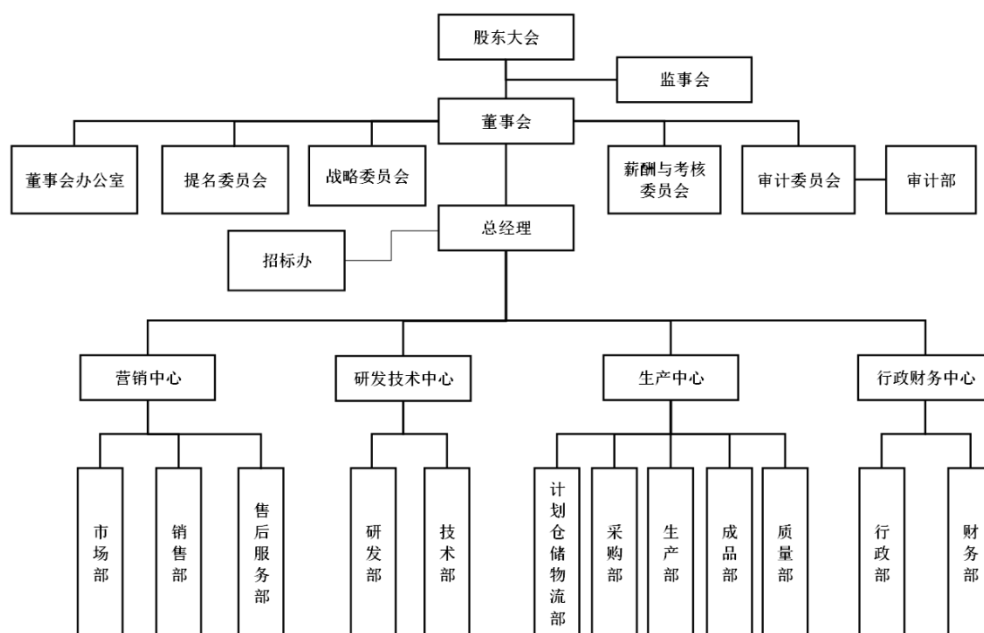 股东大会
监事会
董事会
董事会办公室
提名委员会
战略委员会
薪酬与考核
委员会
审计委员会
审计部
总经理
招标办
营销中心
研发技术中心
生产中心
行政财务中心
市场部
销售部
售后服务部
研发部
技术部
计划仓储物流部
采购部
生产部
成品部
质量部
行政部
财务部